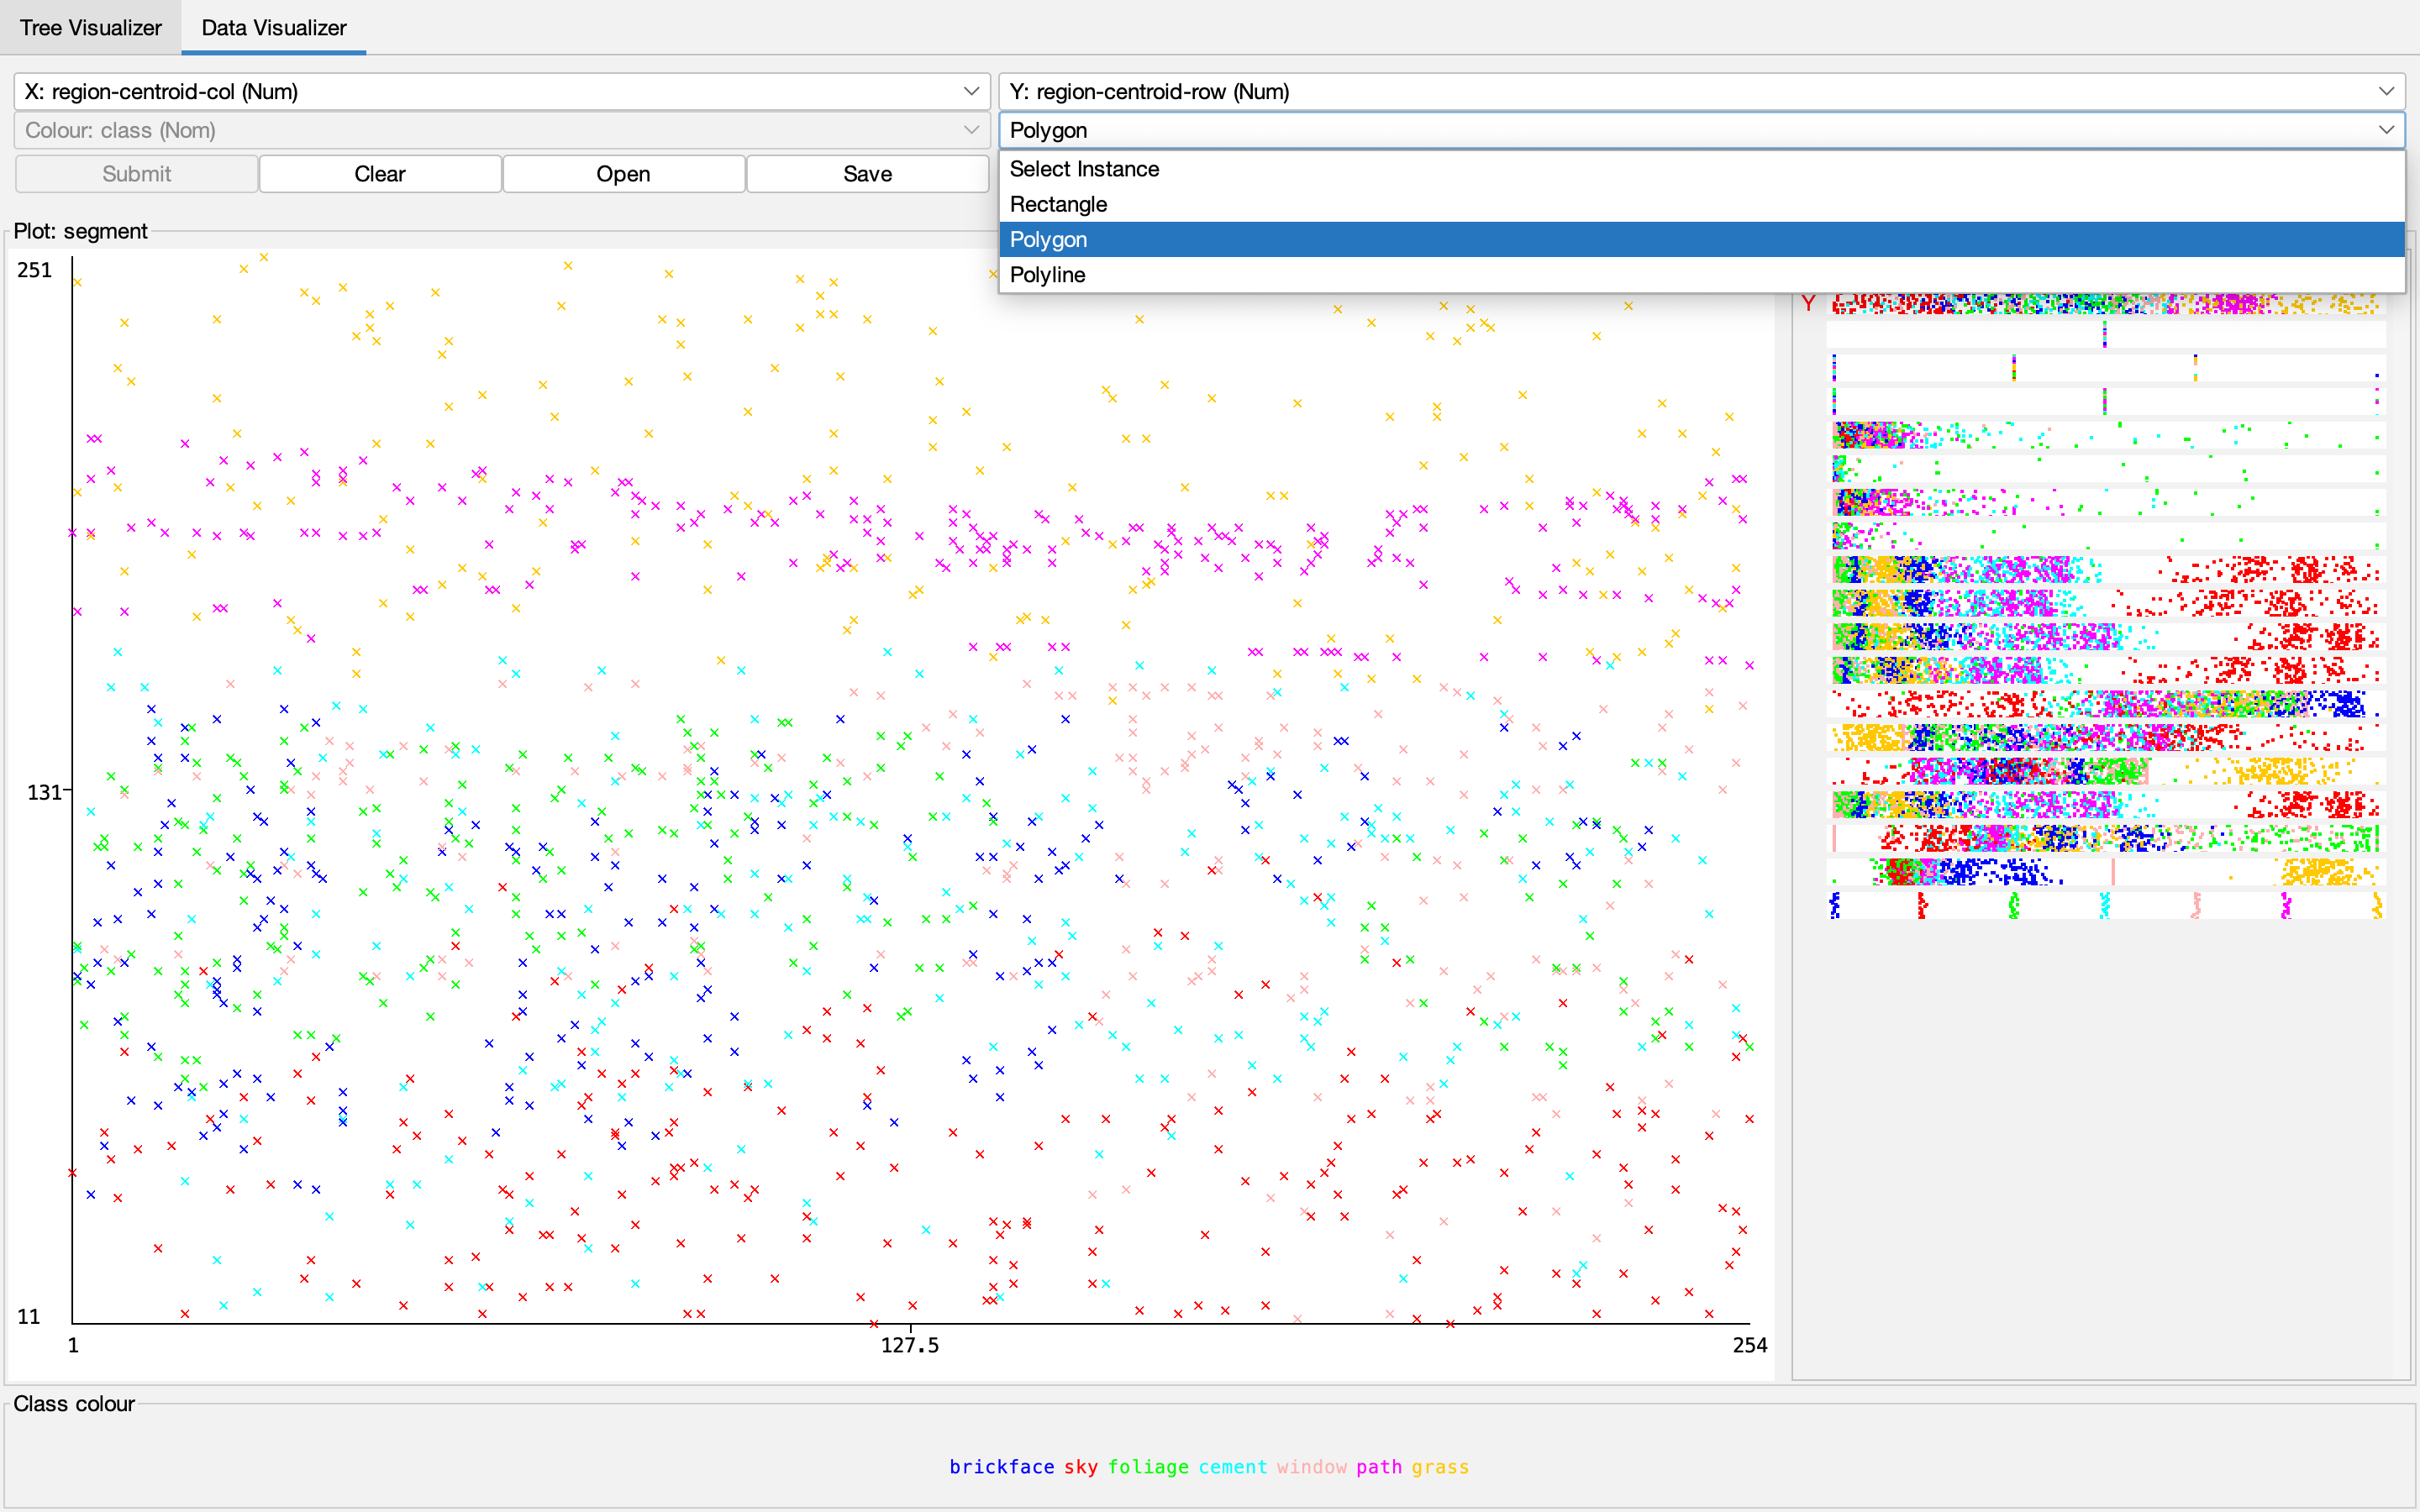 Tree Visualizer Data Visualizer
X: region-centroid-col (Num) Y: region-centroid-row (Num)
Colour: class (Nom) Polygon
Submit Clear Open Save
Select Instance
Rectangle
Polygon
Polyline
Plot: segment
251
Y
131
11
1 127.5 254
Class colour
brickface sky foliage cement window path grass